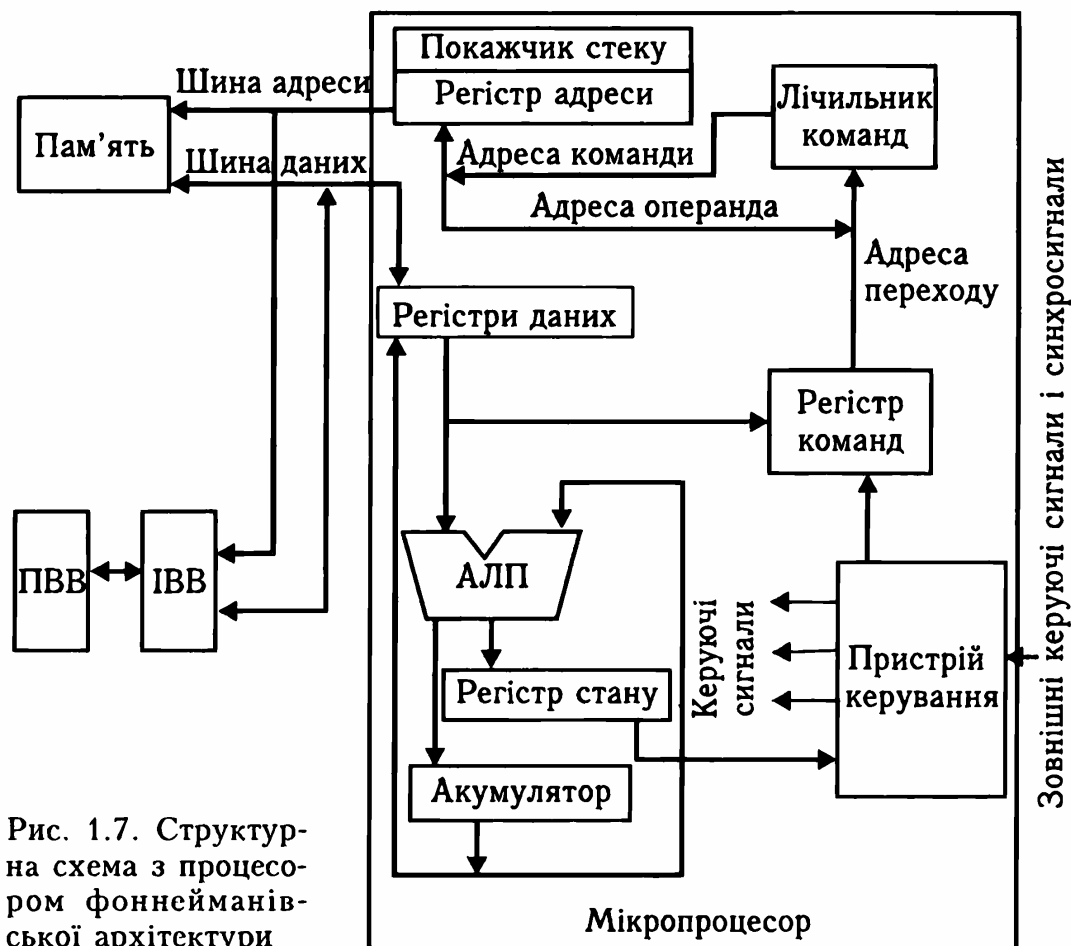 Покажчик стеку
Шина адреси
Регістр адреси
Лічильник
команд
Пам'ять
Шина даних
Адреса команди
Адреса операнда
Адреса
переходу
Регістри даних
Регістр
команд
ПВВ
ІВВ
АЛП
Керуючі
сигнали
Пристрій
керування
Зовнішні керуючі сигнали і синхросигнали
Регістр стану
Акумулятор
Рис. 1.7. Структур-
на схема з процесо-
ром фоннейманів-
ської архітектури
Мікропроцесор